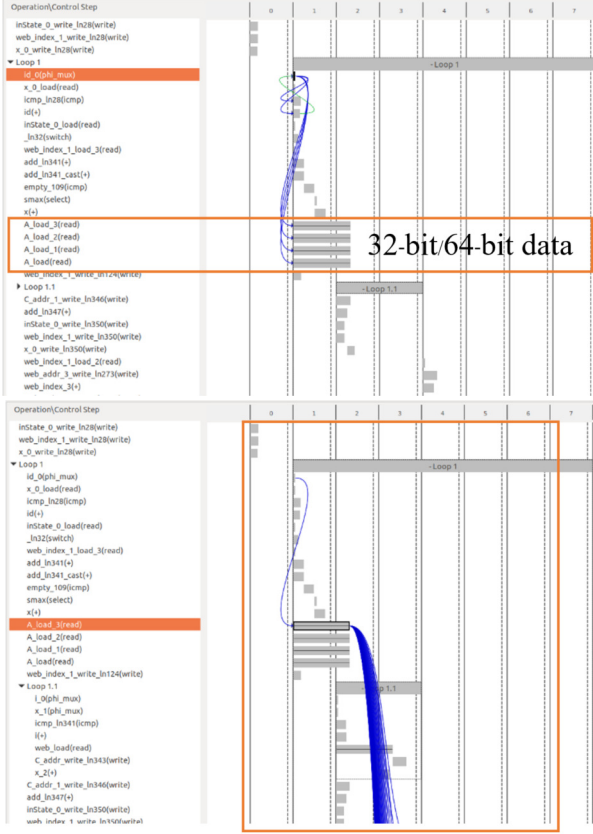 Operation\Control Step 0 1 2 3 4 5 6 7
inState_0_write_ln28(write)
web_index_1_write_ln28(write)
x_0_write_ln28(write)
Loop 1 -Loop 1
id_0(phi_mux)
x_0_load(read)
icmp_ln28(icmp)
id(+)
inState_0_load(read)
_ln32(switch)
web_index_1_load_3(read)
add_ln341(+)
add_ln341_cast(+)
empty_109(icmp)
smax(select)
x(+)
A_load_3(read)
A_load_2(read)
A_load_1(read)
A_load(read)
32-bit/64-bit data
web_index_1_write_ln124(write)
Loop 1.1 -Loop 1.1
C_addr_1_write_ln346(write)
add_ln347(+)
inState_0_write_ln350(write)
web_index_1_write_ln350(write)
x_0_write_ln350(write)
web_index_1_load_2(read)
web_addr_3_write_ln273(write)
web_index_3(+)
Operation\Control Step 0 1 2 3 4 5 6 7
inState_0_write_ln28(write)
web_index_1_write_ln28(write)
x_0_write_ln28(write)
Loop 1 -Loop 1
id_0(phi_mux)
x_0_load(read)
icmp_ln28(icmp)
id(+)
inState_0_load(read)
_ln32(switch)
web_index_1_load_3(read)
add_ln341(+)
add_ln341_cast(+)
empty_109(icmp)
smax(select)
x(+)
A_load_3(read)
A_load_2(read)
A_load_1(read)
A_load(read)
web_index_1_write_ln124(write)
Loop 1.1
i_0(phi_mux)
x_1(phi_mux)
icmp_ln341(icmp)
i(+)
web_load(read)
C_addr_write_ln343(write)
x_2(+)
C_addr_1_write_ln346(write)
add_ln347(+)
inState_0_write_ln350(write)
web_index_1_write_ln350(write)